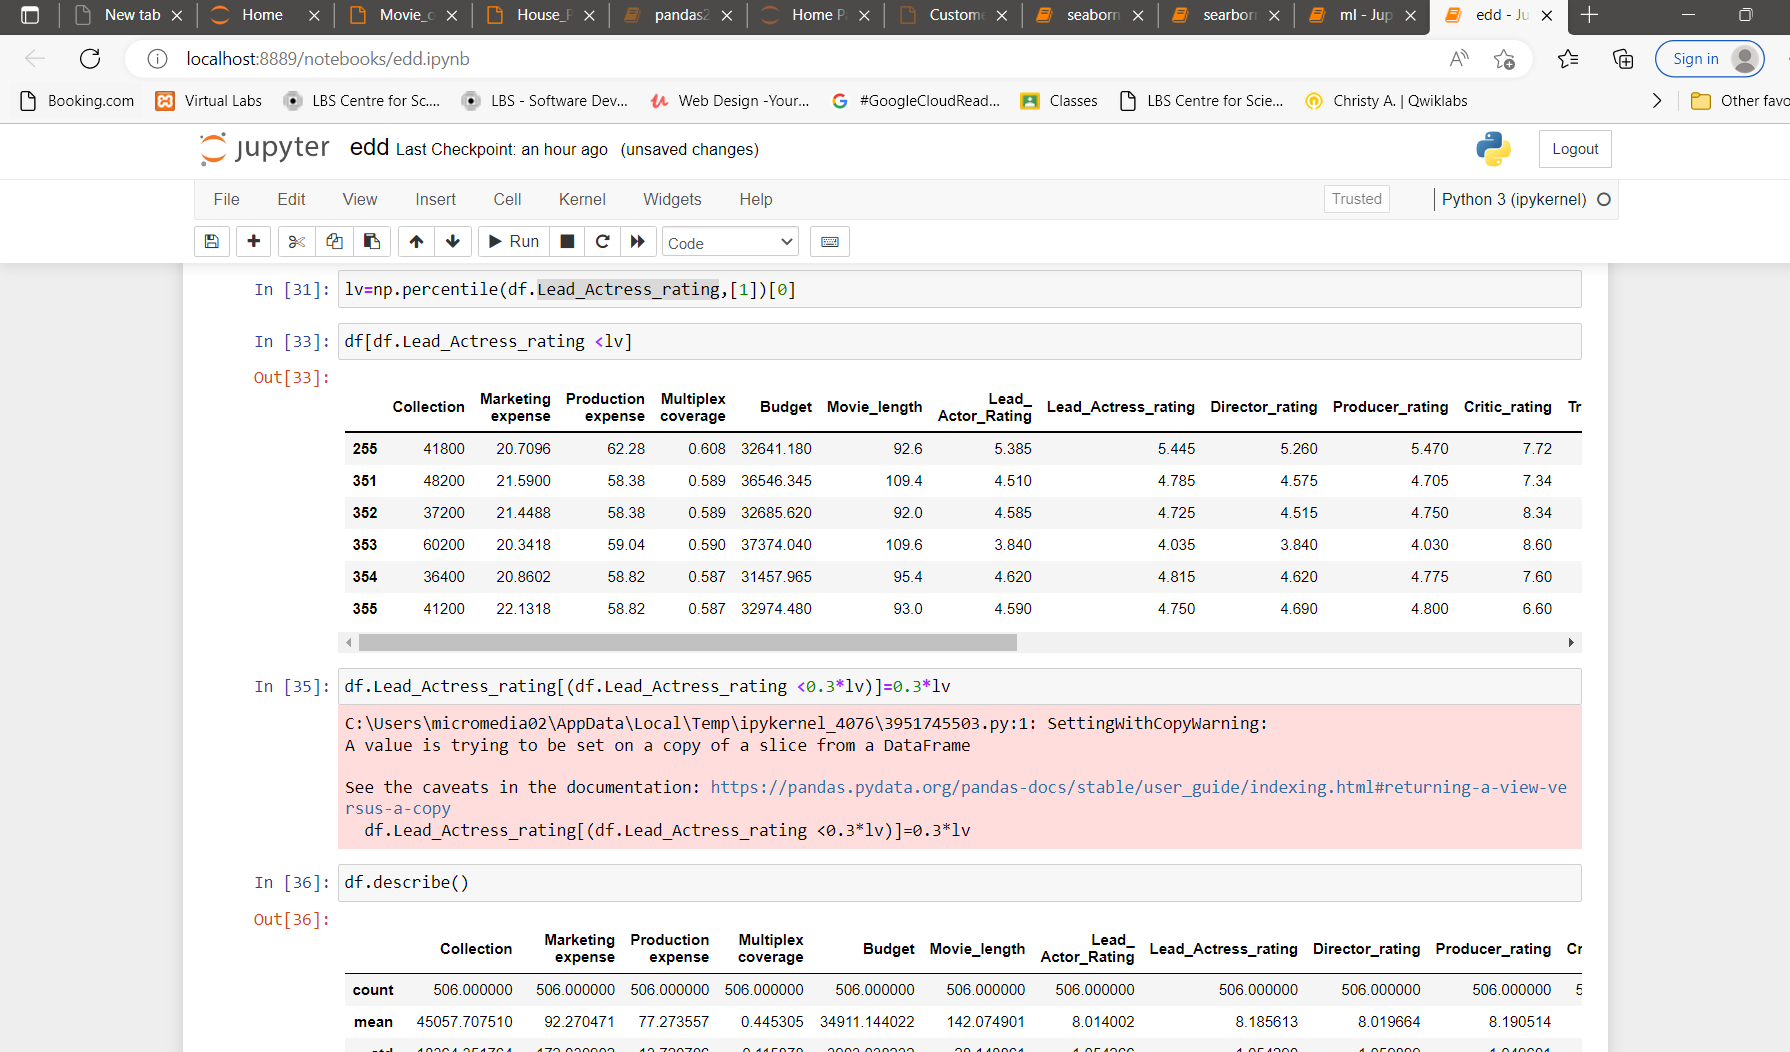 New tab Home Movie_c House_P pandas2 Home P Custome seaborn searborn ml - Jup edd - Ju
localhost:8889/notebooks/edd.ipynb Sign in
Booking.com Virtual Labs LBS Centre for Sc... LBS - Software Dev... Web Design -Your... #GoogleCloudRead... Classes LBS Centre for Scie... Christy A. | Qwiklabs Other favo
jupyter edd Last Checkpoint: an hour ago (unsaved changes) Logout
File Edit View Insert Cell Kernel Widgets Help Trusted Python 3 (ipykernel)
Run Code
In [31]: lv=np.percentile(df.Lead_Actress_rating,[1])[0]
In [33]: df[df.Lead_Actress_rating <lv]
Out[33]:
Collection Marketing expense Production expense Multiplex coverage Budget Movie_length Lead_ Actor_Rating Lead_Actress_rating Director_rating Producer_rating Critic_rating Tr
255 41800 20.7096 62.28 0.608 32641.180 92.6 5.385 5.445 5.260 5.470 7.72
351 48200 21.5900 58.38 0.589 36546.345 109.4 4.510 4.785 4.575 4.705 7.34
352 37200 21.4488 58.38 0.589 32685.620 92.0 4.585 4.725 4.515 4.750 8.34
353 60200 20.3418 59.04 0.590 37374.040 109.6 3.840 4.035 3.840 4.030 8.60
354 36400 20.8602 58.82 0.587 31457.965 95.4 4.620 4.815 4.620 4.775 7.60
355 41200 22.1318 58.82 0.587 32974.480 93.0 4.590 4.750 4.690 4.800 6.60
In [35]: df.Lead_Actress_rating[(df.Lead_Actress_rating <0.3*lv)]=0.3*lv
C:\Users\micromedia02\AppData\Local\Temp\ipykernel_4076\3951745503.py:1: SettingWithCopyWarning:
A value is trying to be set on a copy of a slice from a DataFrame
See the caveats in the documentation: https://pandas.pydata.org/pandas-docs/stable/user_guide/indexing.html#returning-a-view-ve
rsus-a-copy
df.Lead_Actress_rating[(df.Lead_Actress_rating <0.3*lv)]=0.3*lv
In [36]: df.describe()
Out[36]:
Collection Marketing expense Production expense Multiplex coverage Budget Movie_length Lead_ Actor_Rating Lead_Actress_rating Director_rating Producer_rating Cr
count 506.000000 506.000000 506.000000 506.000000 506.000000 506.000000 506.000000 506.000000 506.000000 506.000000 5
mean 45057.707510 92.270471 77.273557 0.445305 34911.144022 142.074901 8.014002 8.185613 8.019664 8.190514